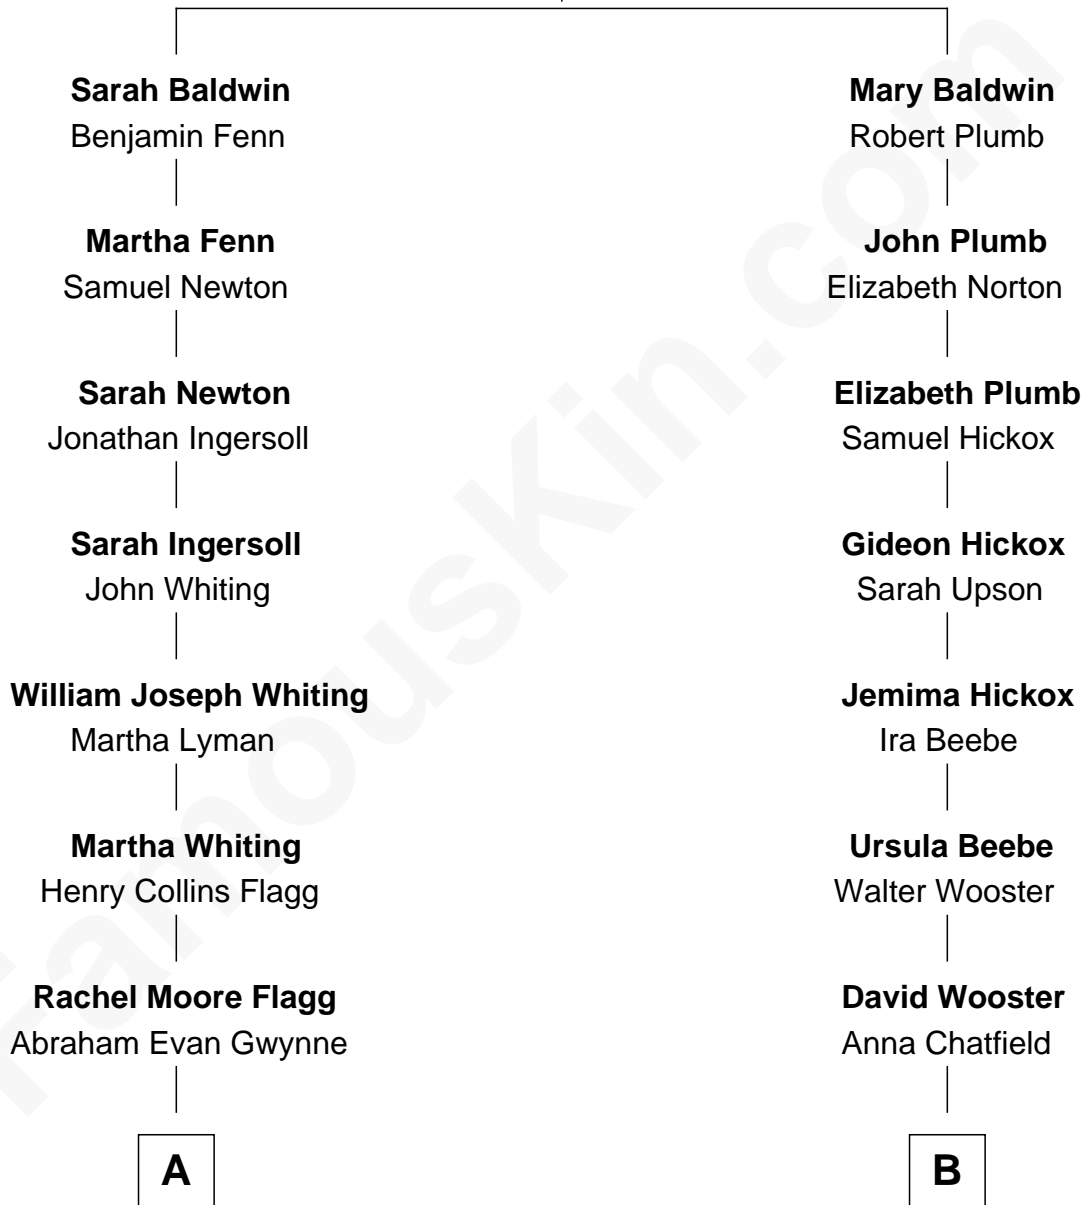 Sarah Baldwin
Benjamin Fenn
Martha Fenn
Samuel Newton
Sarah Newton
Jonathan Ingersoll
Sarah Ingersoll
John Whiting
William Joseph Whiting
Martha Lyman
Martha Whiting
Henry Collins Flagg
Rachel Moore Flagg
Abraham Evan Gwynne
A
Mary Baldwin
Robert Plumb
John Plumb
Elizabeth Norton
Elizabeth Plumb
Samuel Hickox
Gideon Hickox
Sarah Upson
Jemima Hickox
Ira Beebe
Ursula Beebe
Walter Wooster
David Wooster
Anna Chatfield
B
FamousKin.com